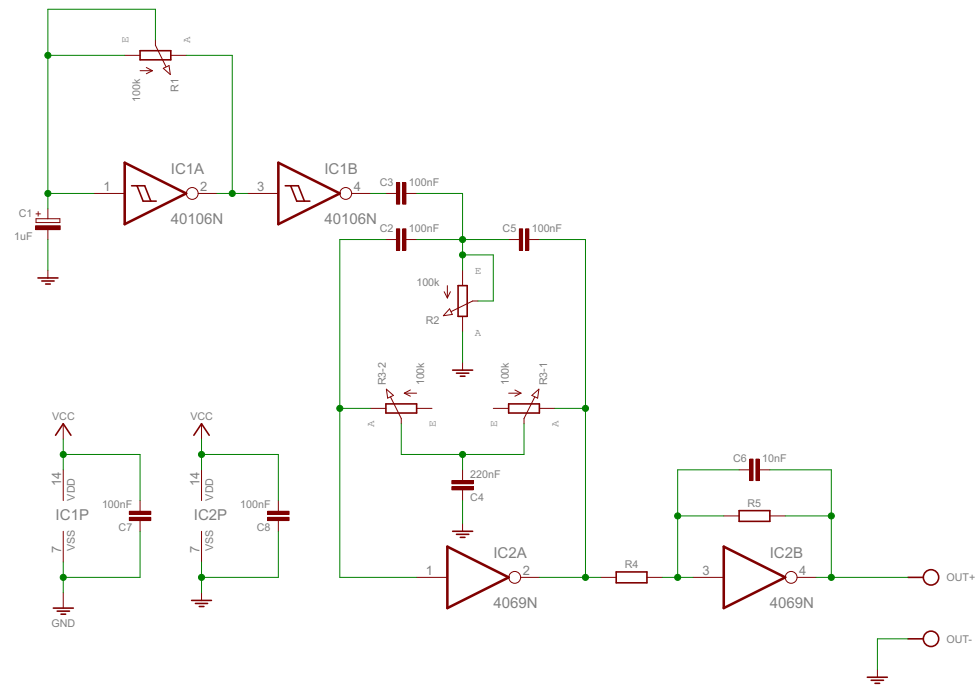 E A
100k
R1
IC1A
1 2
40106N
IC1B
3 4
40106N
C1 +
1uF
C3 100nF
C2 100nF
C5 100nF
E
100k
R2
A
R3-2
100k
A E
100k
R3-1
E A
220nF
C4
VCC
14
VDD
IC1P
7
VSS
GND
100nF
C7
VCC
14
VDD
IC2P
7
VSS
100nF
C8
IC2A
1 2
4069N
R4
C6 10nF
R5
IC2B
3 4
4069N
OUT+
OUT-